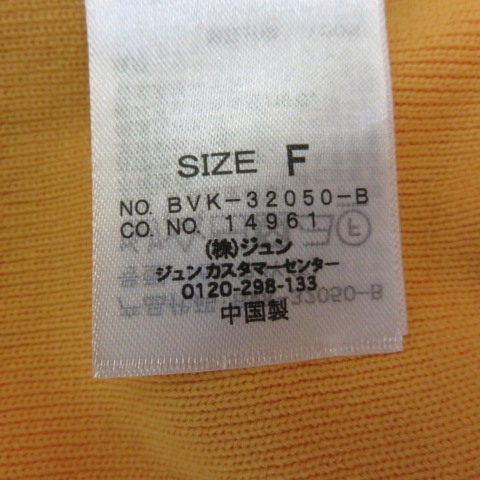 SIZE F
NO. BVK-32050-B
CO. NO. 14961
(株)ジュン
ジュン カスタマーセンター
0120-298-133
中国製